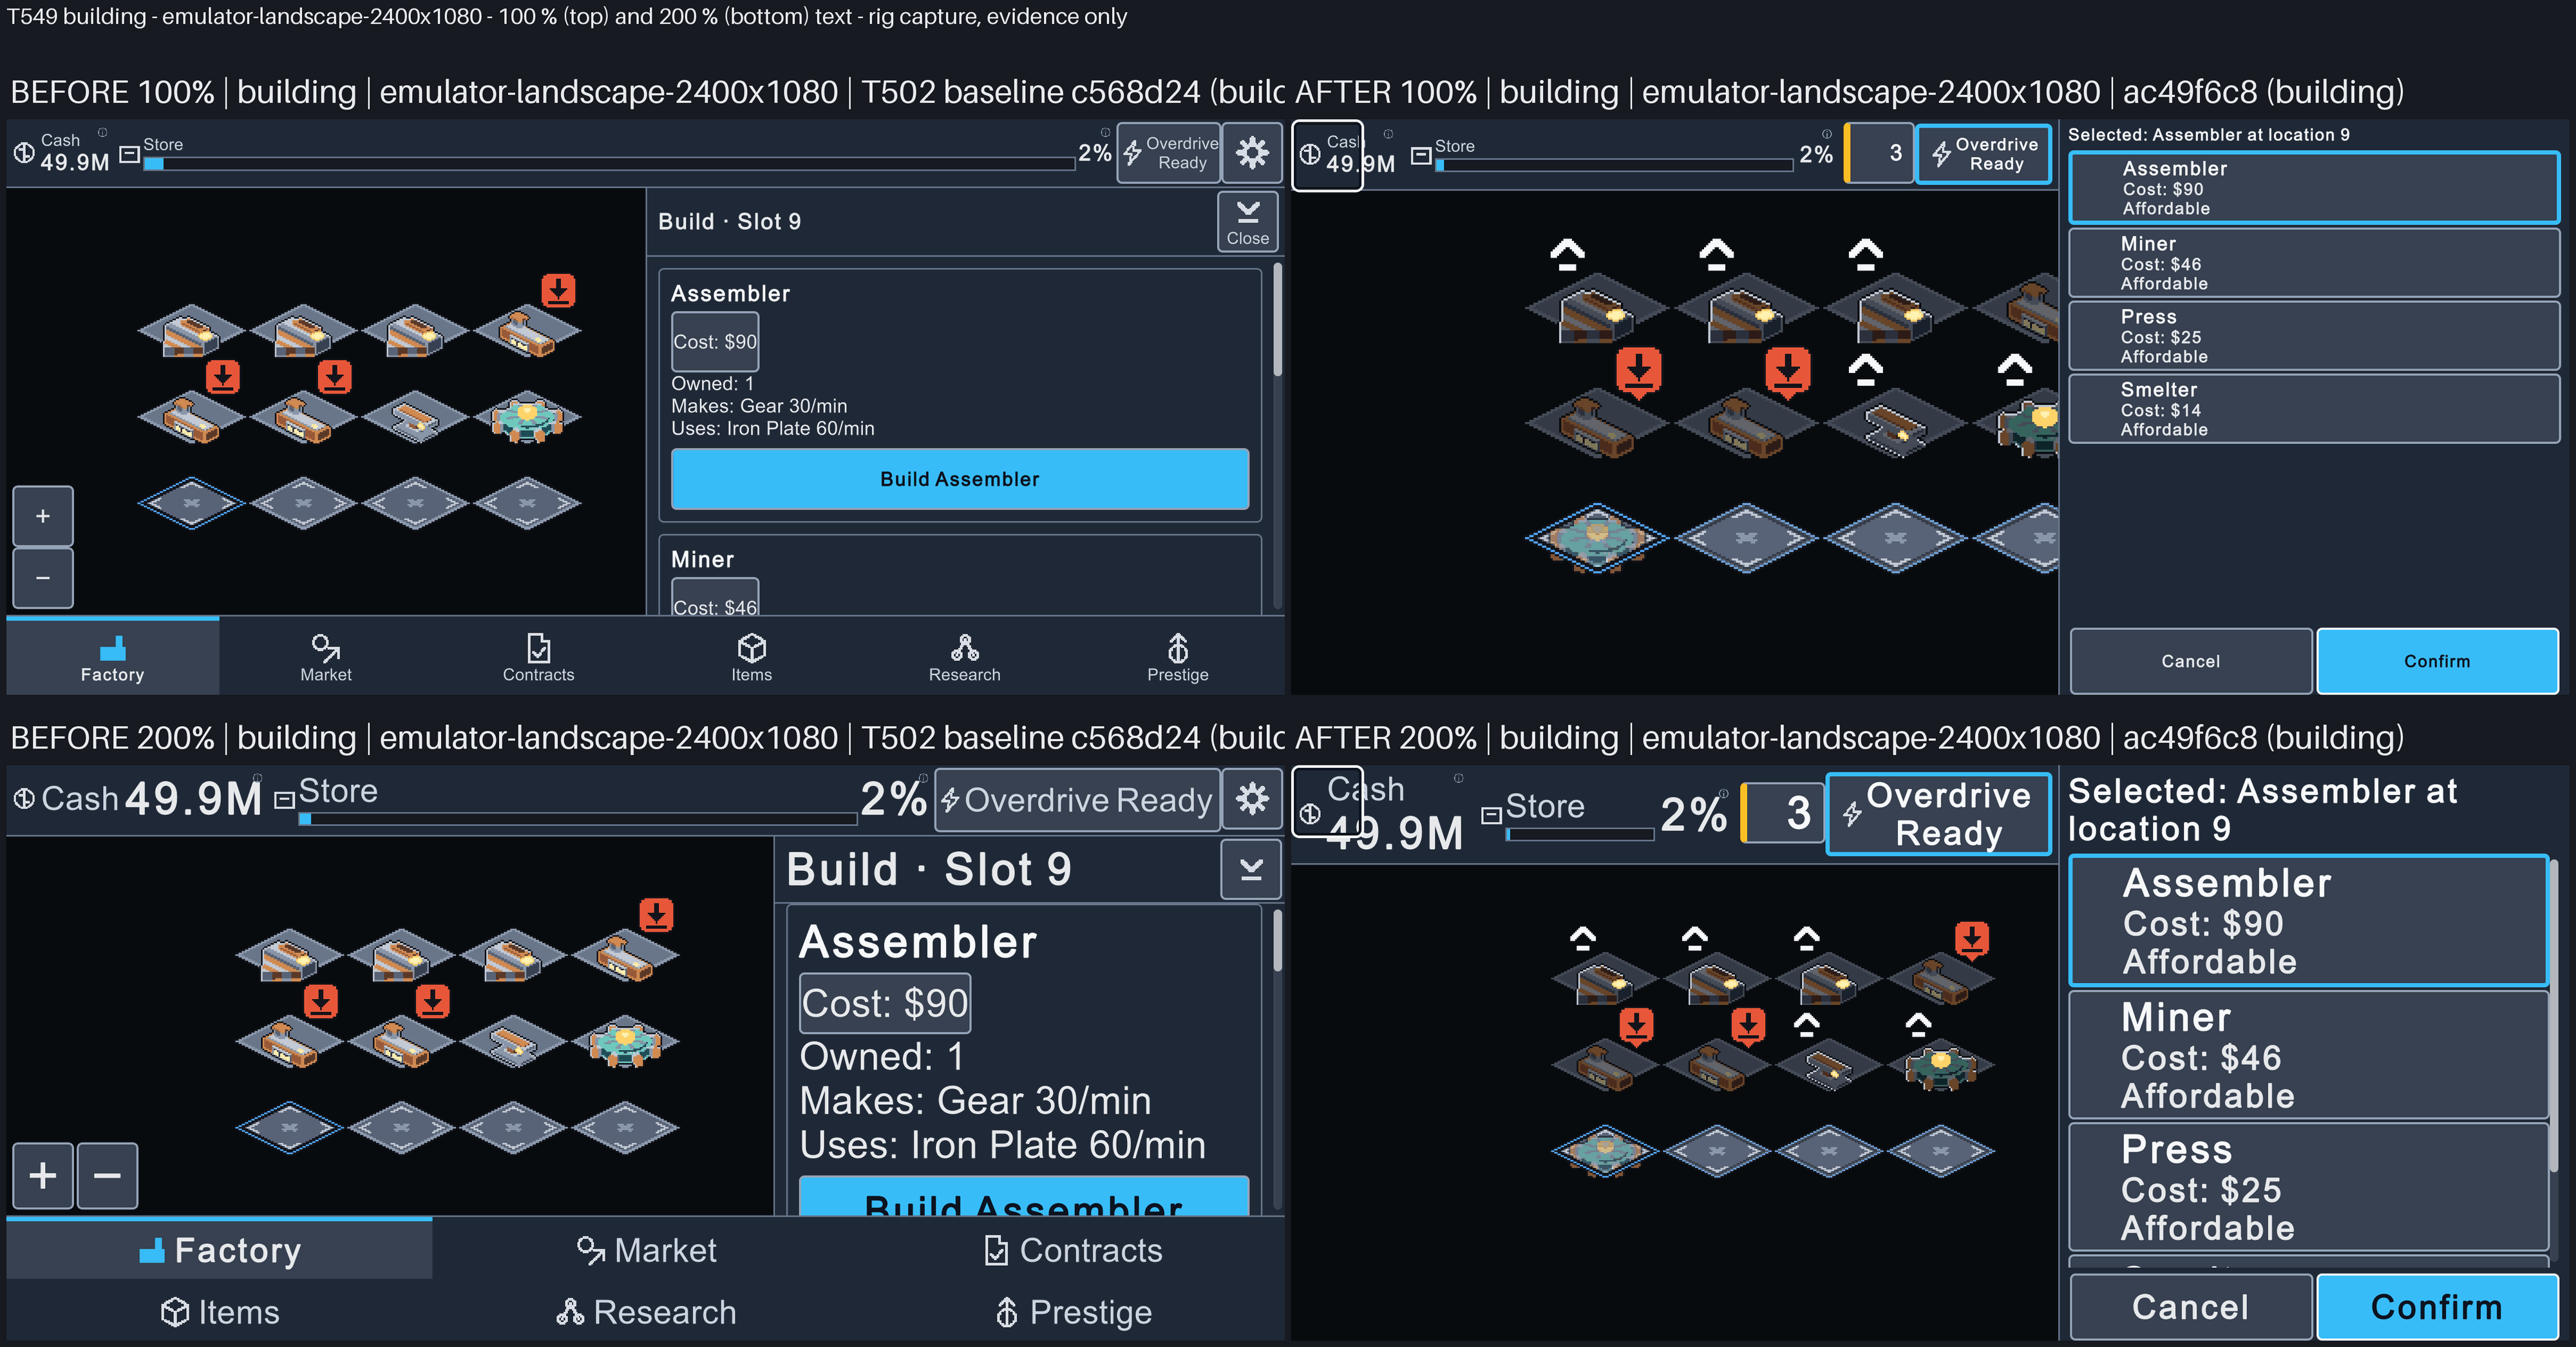 T549 building - emulator-landscape-2400x1080 - 100 % (top) and 200 % (bottom) text - rig capture, evidence only
BEFORE 100% | building | emulator-landscape-2400x1080 | T502 baseline c568d24 (builc
AFTER 100% | building | emulator-landscape-2400x1080 | ac49f6c8 (building)
Cash
49.9M
Store
2%
Overdrive
Ready
Build · Slot 9
Close
Assembler
Cost: $90
Owned: 1
Makes: Gear 30/min
Uses: Iron Plate 60/min
Build Assembler
Miner
Cost: $46
+
−
Factory
Market
Contracts
Items
Research
Prestige
Cash
49.9M
Store
2%
3
Overdrive
Ready
Selected: Assembler at location 9
Assembler
Cost: $90
Affordable
Miner
Cost: $46
Affordable
Press
Cost: $25
Affordable
Smelter
Cost: $14
Affordable
Cancel
Confirm
BEFORE 200% | building | emulator-landscape-2400x1080 | T502 baseline c568d24 (builc
AFTER 200% | building | emulator-landscape-2400x1080 | ac49f6c8 (building)
Cash 49.9M
Store
2%
Overdrive Ready
Build · Slot 9
Assembler
Cost: $90
Owned: 1
Makes: Gear 30/min
Uses: Iron Plate 60/min
Build Assembler
+ −
Factory
Market
Contracts
Items
Research
Prestige
Cash
49.9M
Store
2%
3
Overdrive
Ready
Selected: Assembler at
location 9
Assembler
Cost: $90
Affordable
Miner
Cost: $46
Affordable
Press
Cost: $25
Affordable
Cancel
Confirm